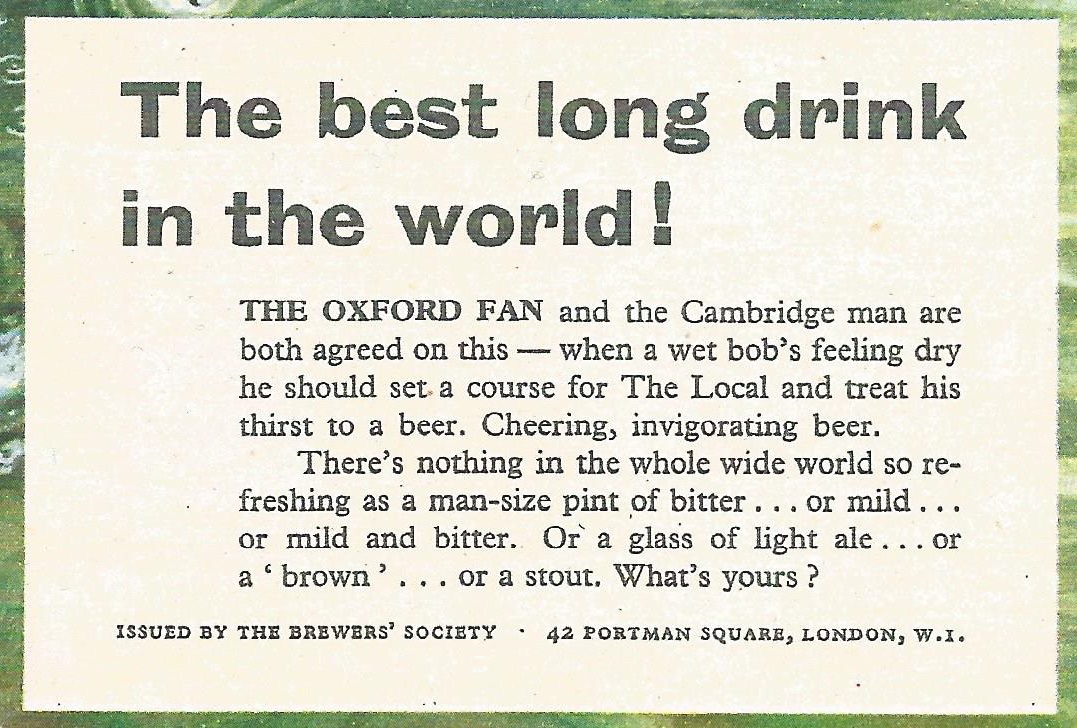 The best long drink
in the world!
THE OXFORD FAN and the Cambridge man are
both agreed on this — when a wet bob's feeling dry
he should set a course for The Local and treat his
thirst to a beer. Cheering, invigorating beer.
There's nothing in the whole wide world so re-
freshing as a man-size pint of bitter . . . or mild . . .
or mild and bitter. Or a glass of light ale . . . or
a ‘ brown ’ . . . or a stout. What's yours ?
ISSUED BY THE BREWERS' SOCIETY · 42 PORTMAN SQUARE, LONDON, W.1.